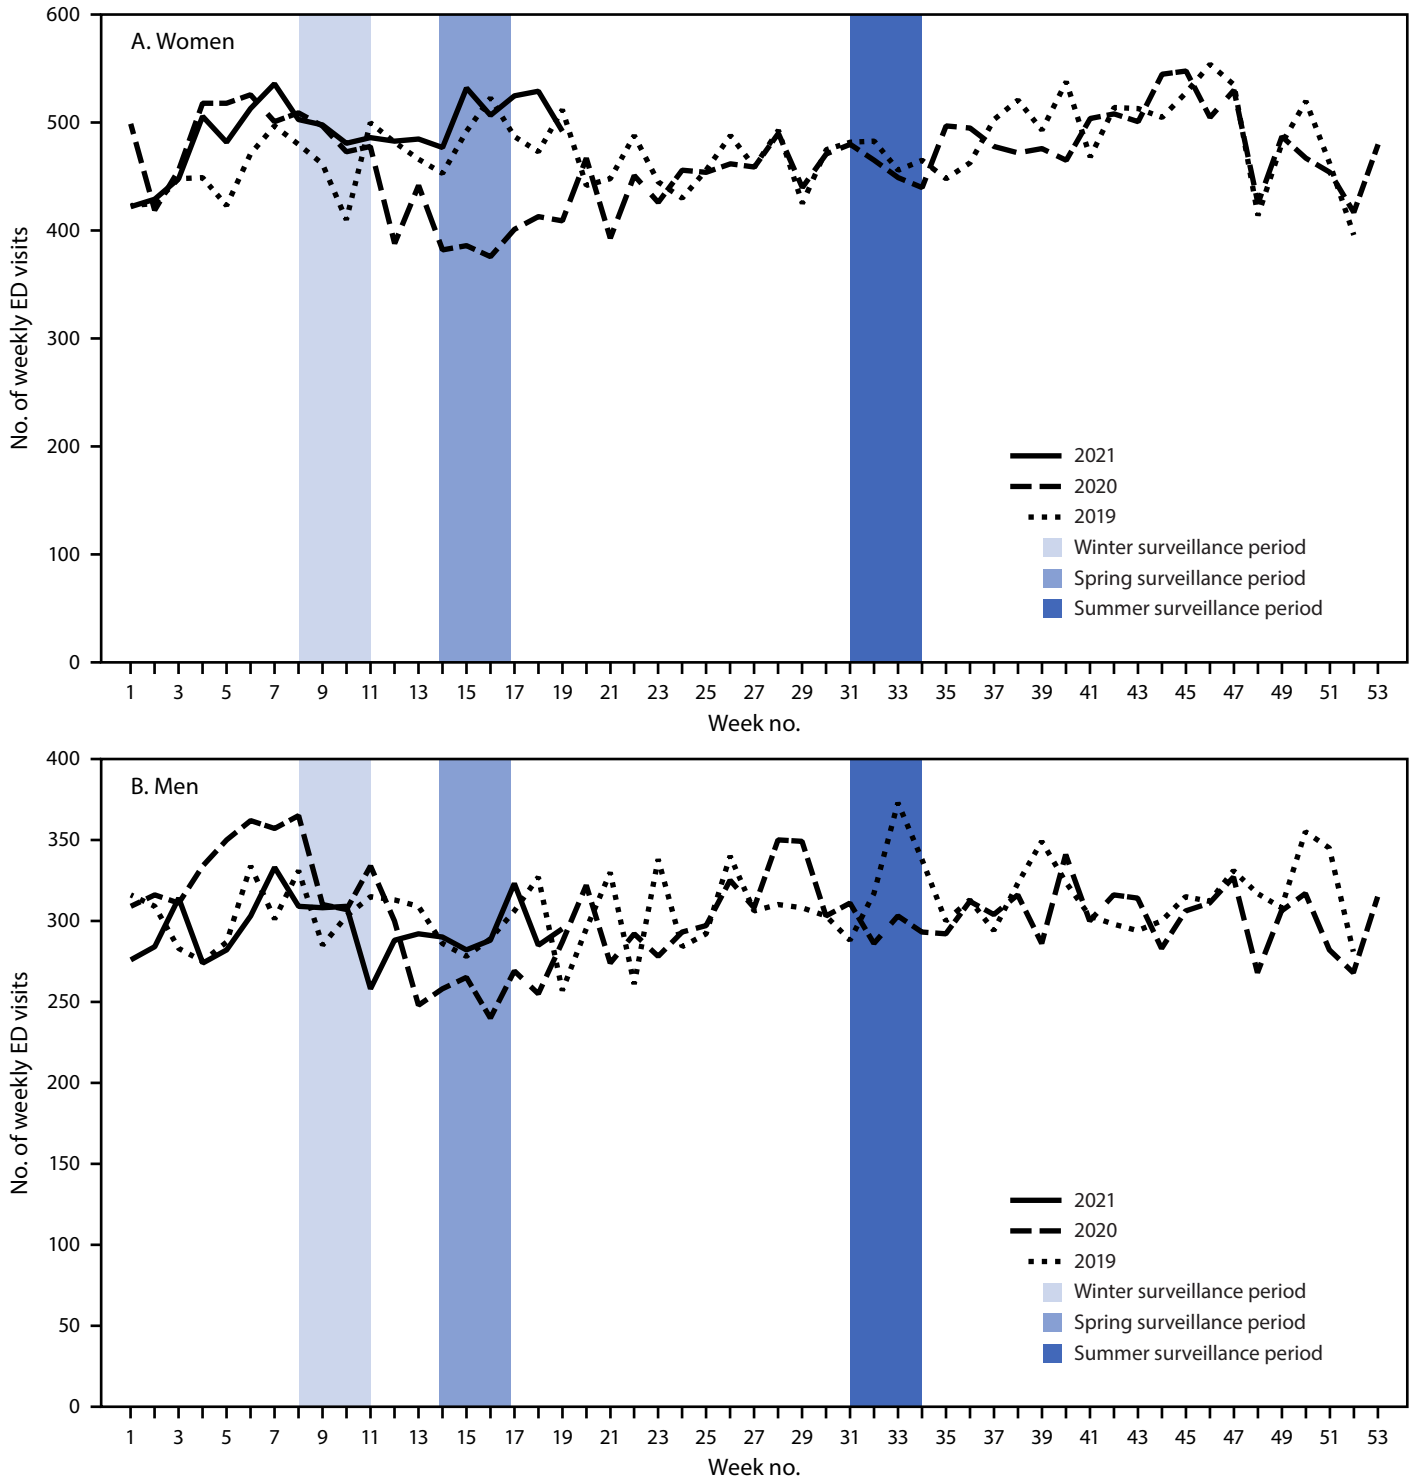 A. Women
No. of weekly ED visits
600
500
400
300
200
100
0
2021
2020
2019
Winter surveillance period
Spring surveillance period
Summer surveillance period
1 3 5 7 9 11 13 15 17 19 21 23 25 27 29 31 33 35 37 39 41 43 45 47 49 51 53
Week no.
B. Men
No. of weekly ED visits
400
350
300
250
200
150
100
50
0
2021
2020
2019
Winter surveillance period
Spring surveillance period
Summer surveillance period
1 3 5 7 9 11 13 15 17 19 21 23 25 27 29 31 33 35 37 39 41 43 45 47 49 51 53
Week no.